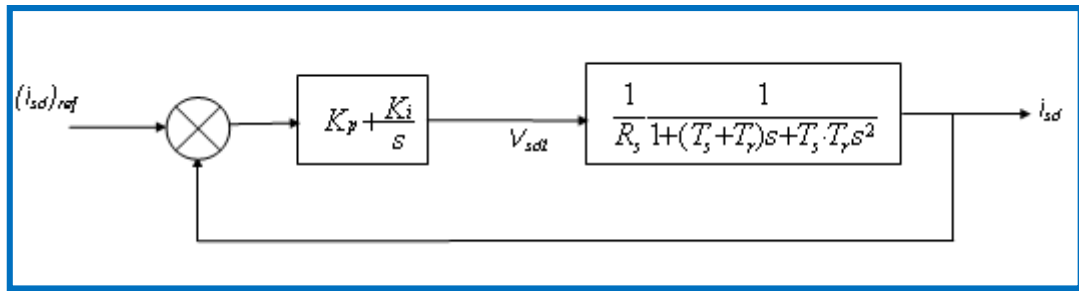 (i_sd)_ref
K_p + K_i/s
V_sd1
1/R_s 1/(1+(T_s+T_r)s+T_s·T_r s²)
i_sd